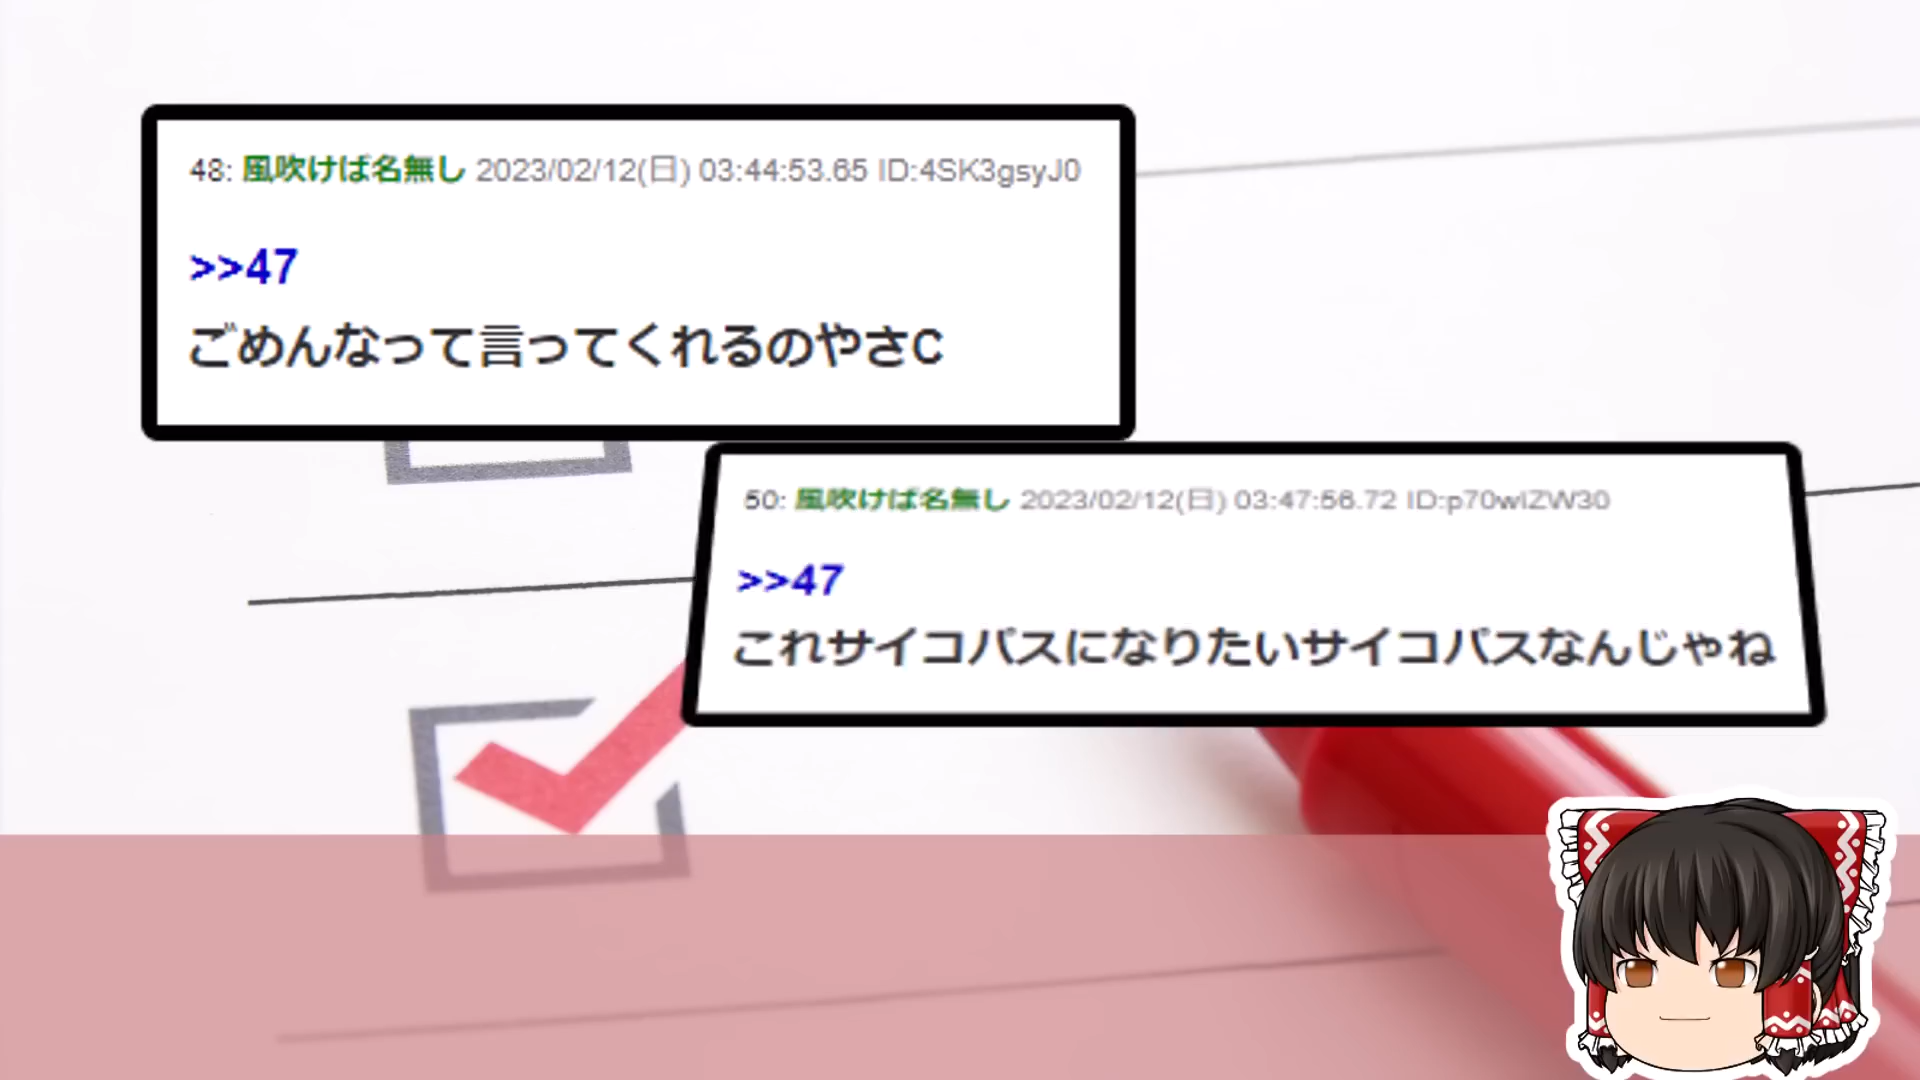 48: 風吹けば名無し 2023/02/12(日) 03:44:53.65 ID:4SK3gsyJ0
>>47
ごめんなって言ってくれるのやさC
50: 風吹けば名無し 2023/02/12(日) 03:47:56.72 ID:p70wIZW30
>>47
これサイコパスになりたいサイコパスなんじゃね